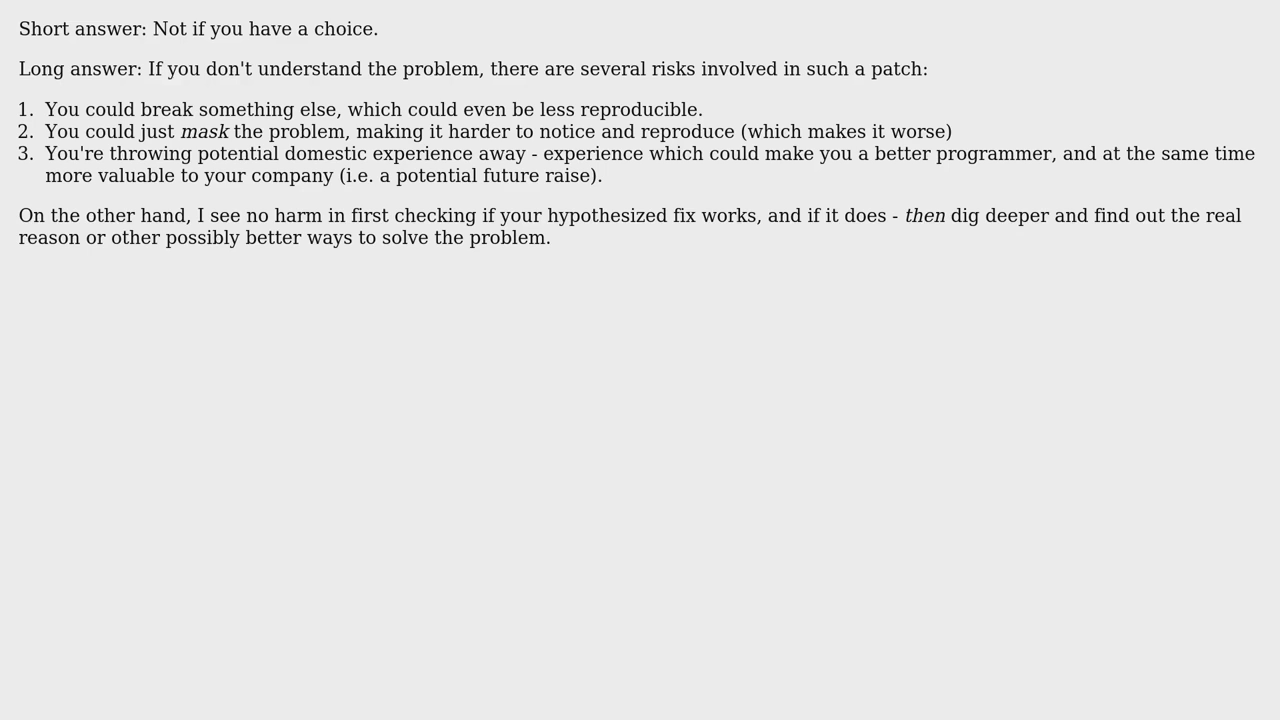 Short answer: Not if you have a choice.
Long answer: If you don't understand the problem, there are several risks involved in such a patch:
1. You could break something else, which could even be less reproducible.
2. You could just mask the problem, making it harder to notice and reproduce (which makes it worse)
3. You're throwing potential domestic experience away - experience which could make you a better programmer, and at the same time
more valuable to your company (i.e. a potential future raise).
On the other hand, I see no harm in first checking if your hypothesized fix works, and if it does - then dig deeper and find out the real
reason or other possibly better ways to solve the problem.